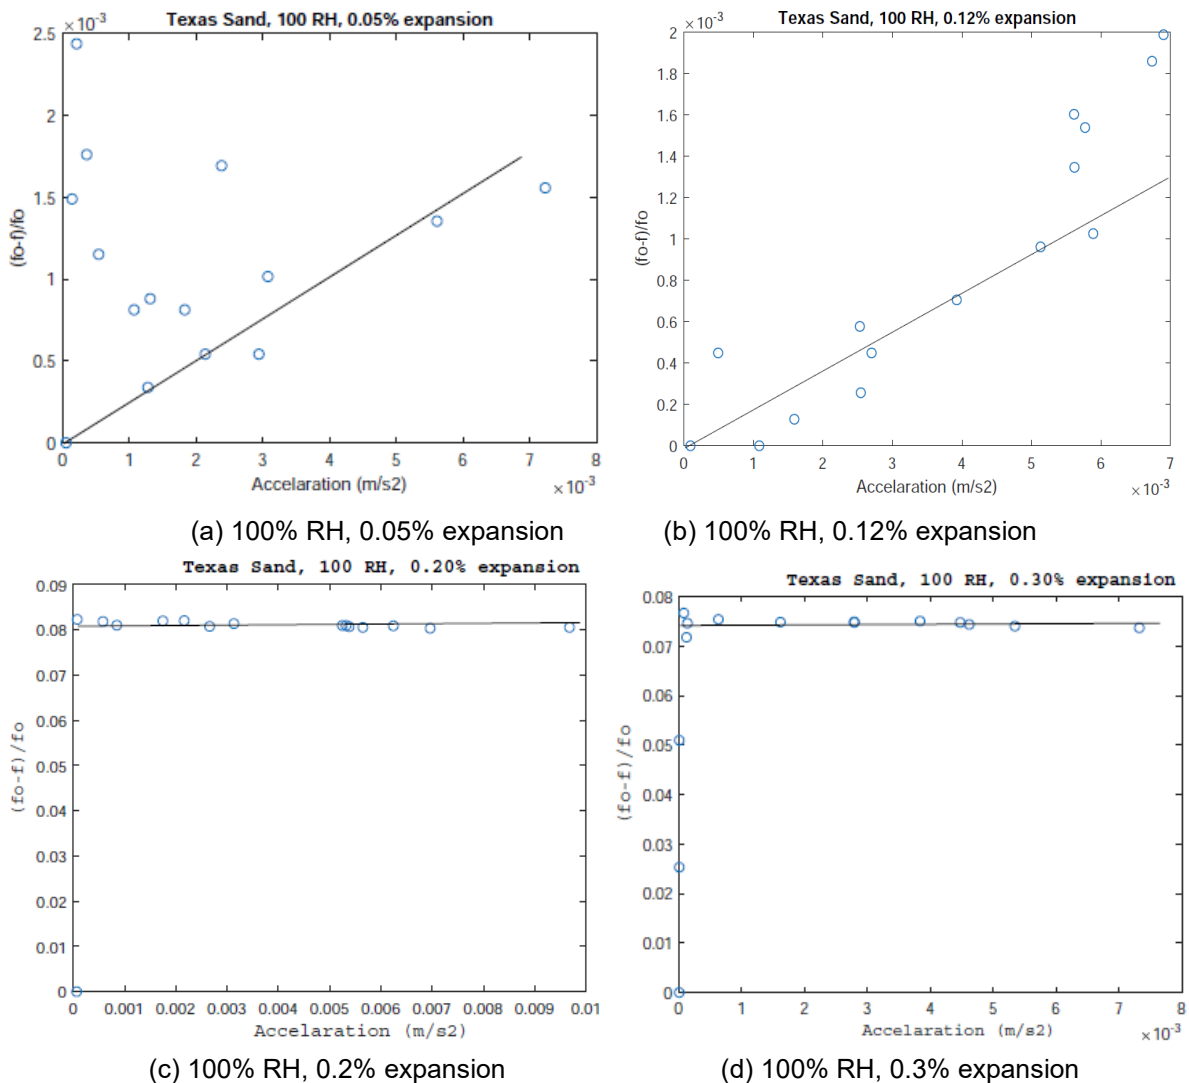 Texas Sand, 100 RH, 0.05% expansion
×10-3
2.5
2
1.5
1
0.5
0
(fo-f)/fo
0 1 2 3 4 5 6 7 8
Accelaration (m/s2)
×10-3
(a) 100% RH, 0.05% expansion
Texas Sand, 100 RH, 0.12% expansion
×10-3
2
1.8
1.6
1.4
1.2
1
0.8
0.6
0.4
0.2
0
(fo-f)/fo
0 1 2 3 4 5 6 7
Accelaration (m/s2)
×10-3
(b) 100% RH, 0.12% expansion
Texas Sand, 100 RH, 0.20% expansion
0.09
0.08
0.07
0.06
0.05
0.04
0.03
0.02
0.01
0
(fo-f)/fo
0 0.001 0.002 0.003 0.004 0.005 0.006 0.007 0.008 0.009 0.01
Accelaration (m/s2)
(c) 100% RH, 0.2% expansion
Texas Sand, 100 RH, 0.30% expansion
0.08
0.07
0.06
0.05
0.04
0.03
0.02
0.01
0
(fo-f)/fo
0 1 2 3 4 5 6 7 8
Accelaration (m/s2)
×10-3
(d) 100% RH, 0.3% expansion